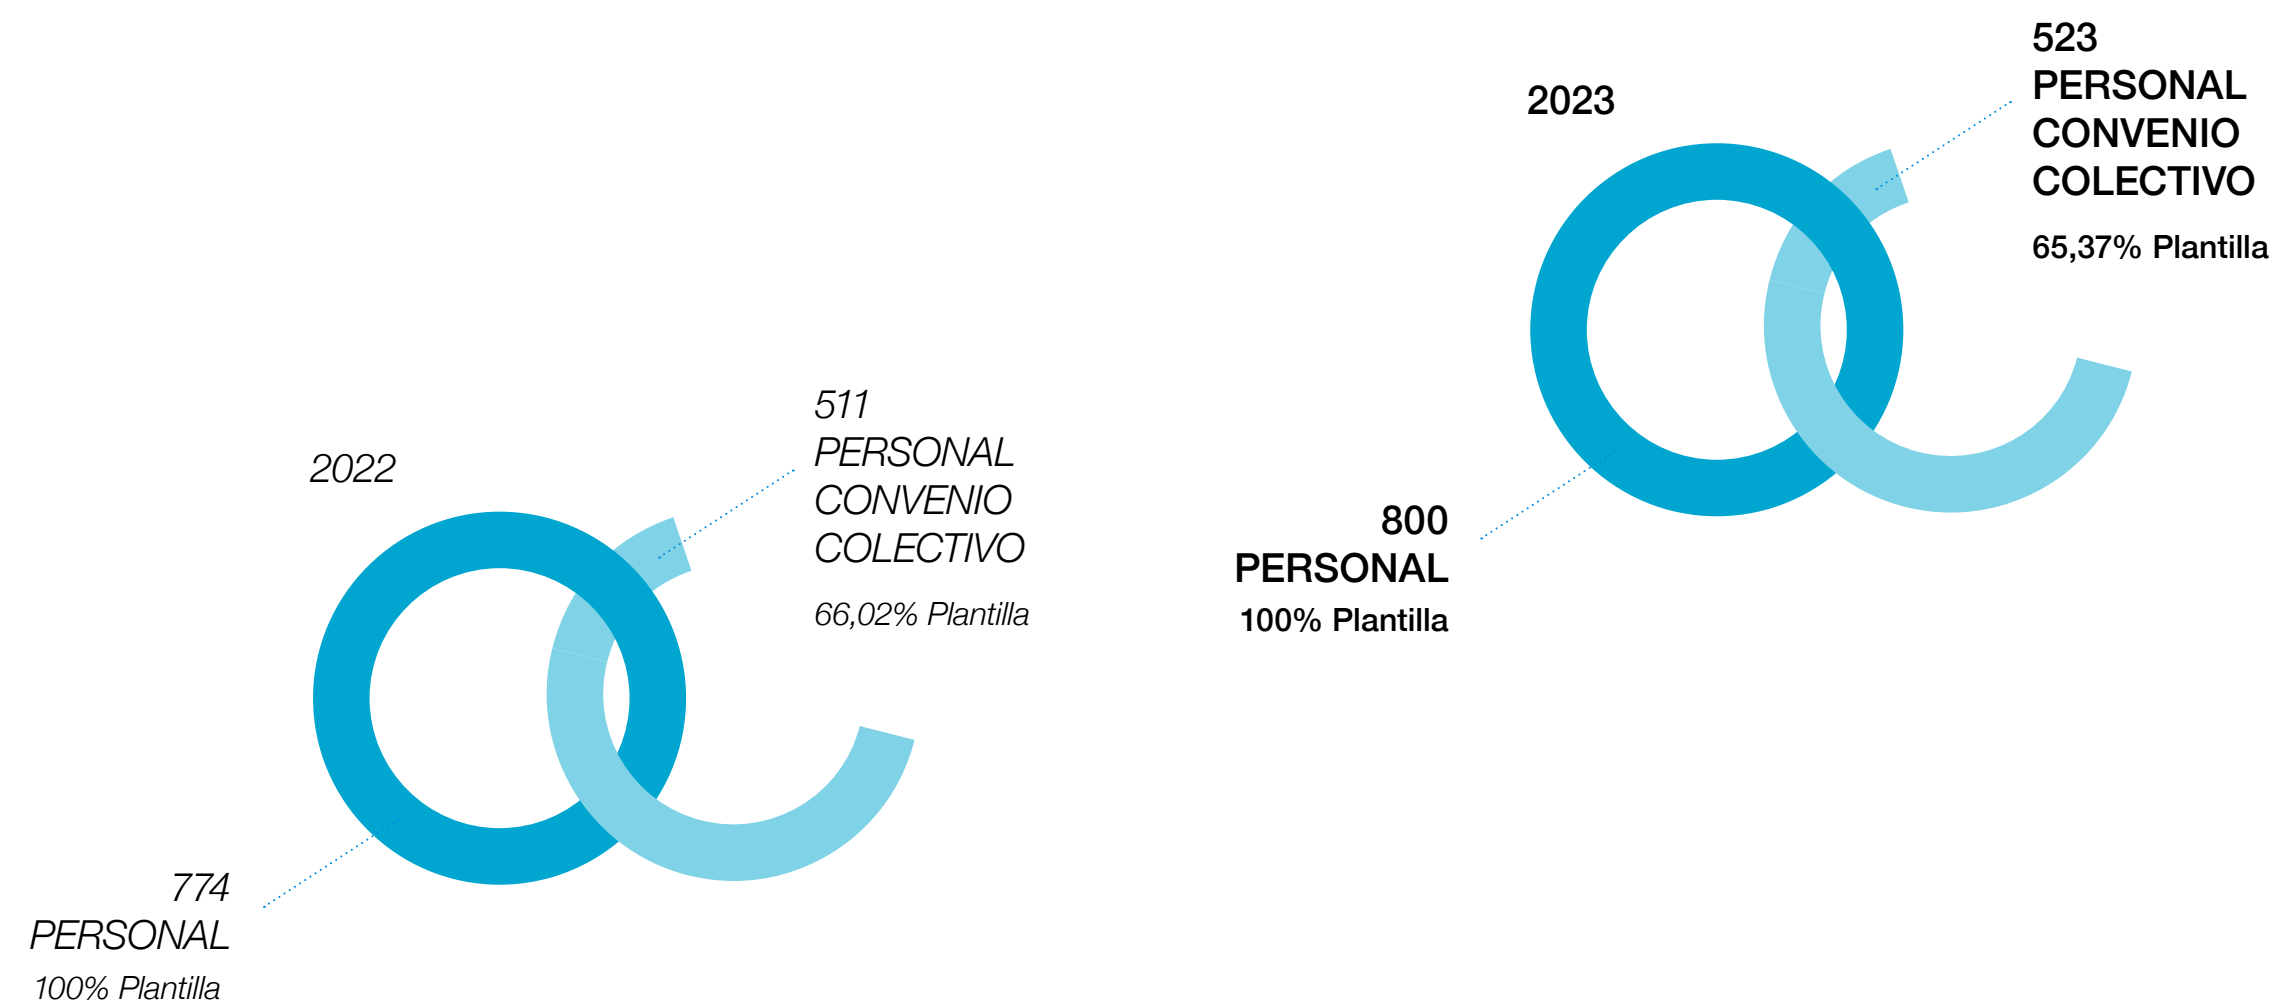 2022
511
PERSONAL
CONVENIO
COLECTIVO
66,02% Plantilla
774
PERSONAL
100% Plantilla
2023
523
PERSONAL
CONVENIO
COLECTIVO
65,37% Plantilla
800
PERSONAL
100% Plantilla